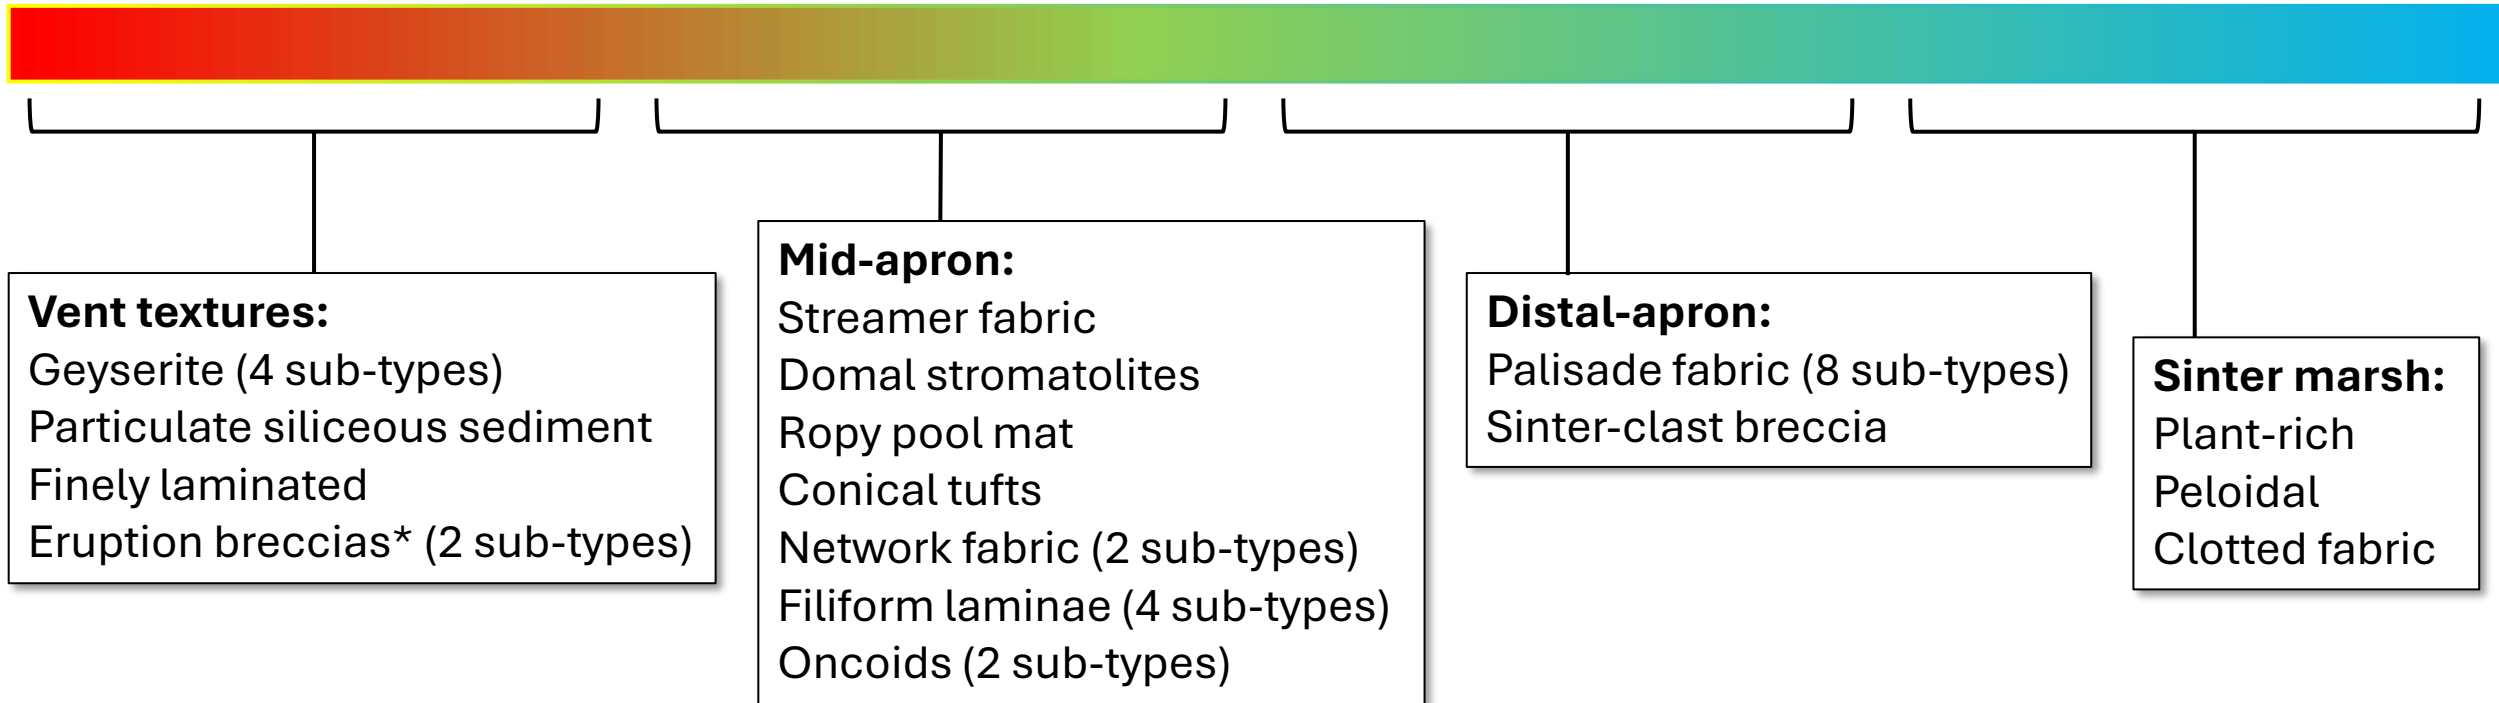 Vent textures:
Geyserite (4 sub-types)
Particulate siliceous sediment
Finely laminated
Eruption breccias* (2 sub-types)
Mid-apron:
Streamer fabric
Domal stromatolites
Ropy pool mat
Conical tufts
Network fabric (2 sub-types)
Filiform laminae (4 sub-types)
Oncoids (2 sub-types)
Distal-apron:
Palisade fabric (8 sub-types)
Sinter-clast breccia
Sinter marsh:
Plant-rich
Peloidal
Clotted fabric